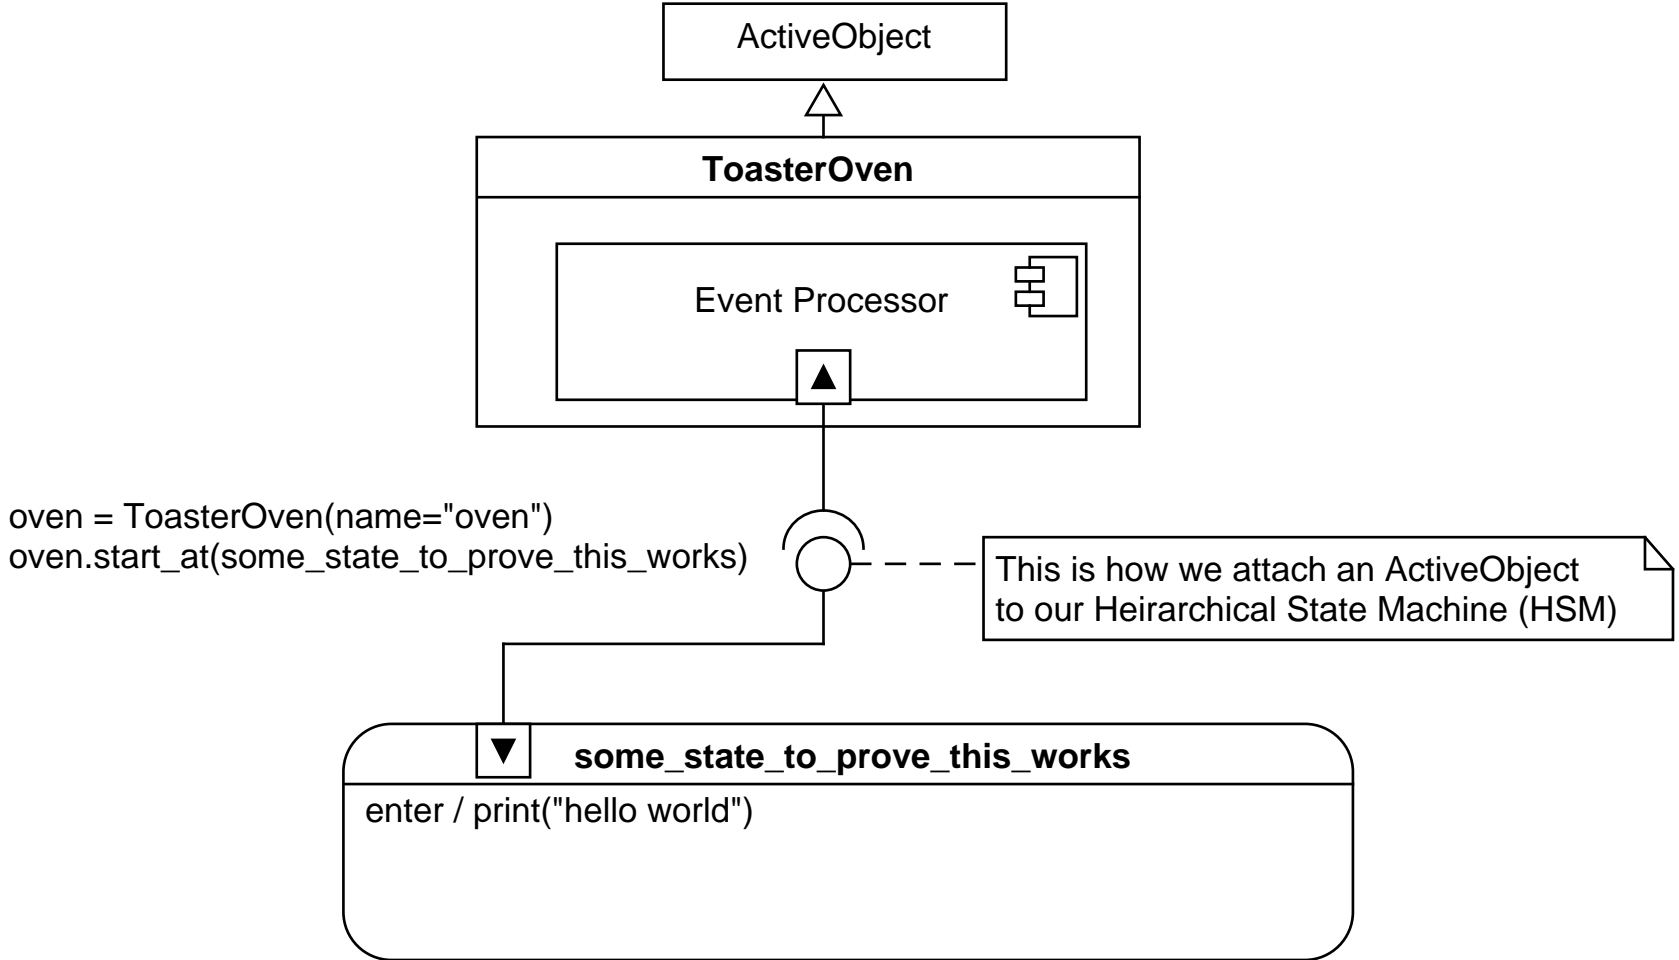 ActiveObject
ToasterOven
Event Processor
oven = ToasterOven(name="oven")
oven.start_at(some_state_to_prove_this_works)
This is how we attach an ActiveObject
to our Heirarchical State Machine (HSM)
some_state_to_prove_this_works
enter / print("hello world")